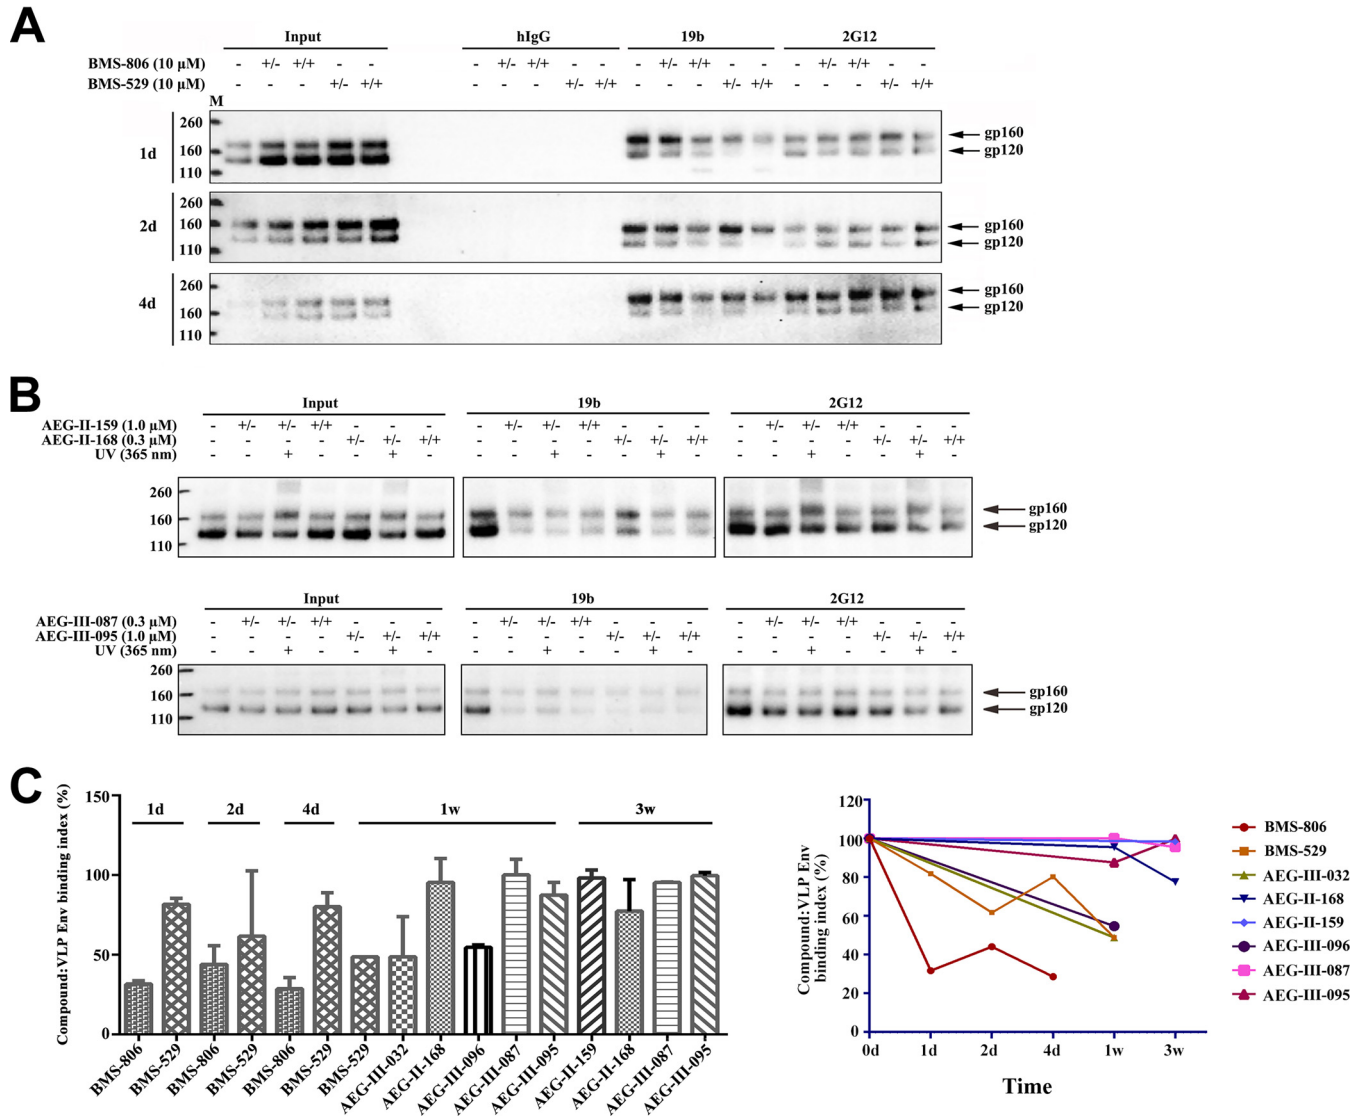 A
Input hIgG 19b 2G12
BMS-806 (10 µM) - +/- +/+ - - - +/- +/+ - - - +/- +/+ - - - +/- +/+ - -
BMS-529 (10 µM) - - - +/- +/+ - - - +/- +/+ - - - +/- +/+ - - - +/- +/+
M
260
160
110
1d
gp160
gp120
260
160
110
2d
gp160
gp120
260
160
110
4d
gp160
gp120
B
Input 19b 2G12
AEG-II-159 (1.0 µM) - +/- +/- +/+ - - - - +/- +/- +/+ - - - - +/- +/- +/+ - - -
AEG-II-168 (0.3 µM) - - - - +/- +/- +/+ - - - - +/- +/- +/+ - - - - +/- +/- +/+
UV (365 nm) - - + - - + - - - + - - + - - - + - - + -
260
160
110
gp160
gp120
Input 19b 2G12
AEG-III-087 (0.3 µM) - +/- +/- +/+ - - - - +/- +/- +/+ - - - - +/- +/- +/+ - - -
AEG-III-095 (1.0 µM) - - - - +/- +/- +/+ - - - - +/- +/- +/+ - - - - +/- +/- +/+
UV (365 nm) - - + - - + - - - + - - + - - - + - - + -
260
160
110
gp160
gp120
C
Compound:VLP Env binding index (%)
150
100
50
0
1d 2d 4d 1w 3w
BMS-806 BMS-529 BMS-806 BMS-529 BMS-806 BMS-529 BMS-529 AEG-III-032 AEG-II-168 AEG-III-096 AEG-III-087 AEG-III-095 AEG-II-159 AEG-II-168 AEG-III-087 AEG-III-095
Compound:VLP Env
binding index (%)
120
100
80
60
40
20
0
0d 1d 2d 4d 1w 3w
Time
BMS-806
BMS-529
AEG-III-032
AEG-II-168
AEG-II-159
AEG-III-096
AEG-III-087
AEG-III-095